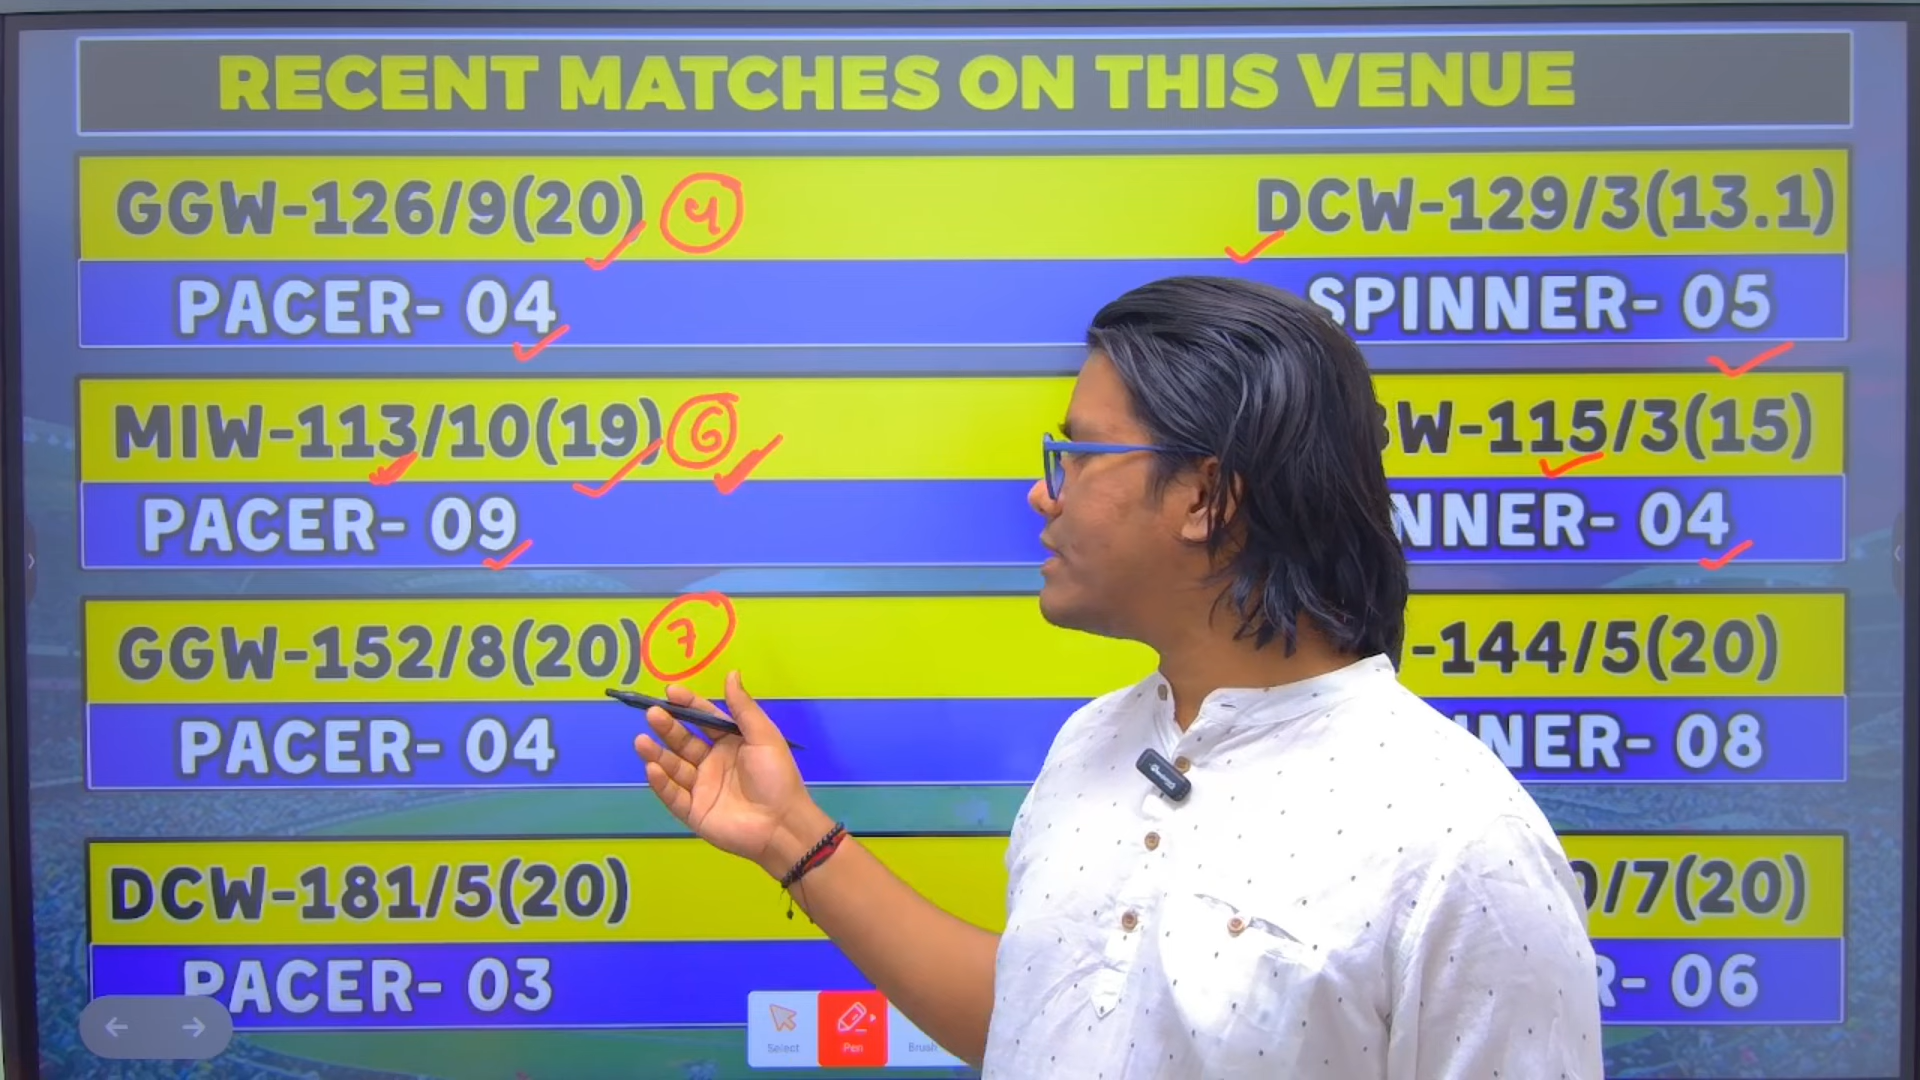 RECENT MATCHES ON THIS VENUE
GGW-126/9(20) 4 DCW-129/3(13.1)
PACER- 04 SPINNER- 05
MIW-113/10(19) 6 W-115/3(15)
PACER- 09 NNER- 04
GGW-152/8(20) 7 -144/5(20)
PACER- 04 NER- 08
DCW-181/5(20) /7(20)
PACER- 03 R- 06
Select Pen Brush